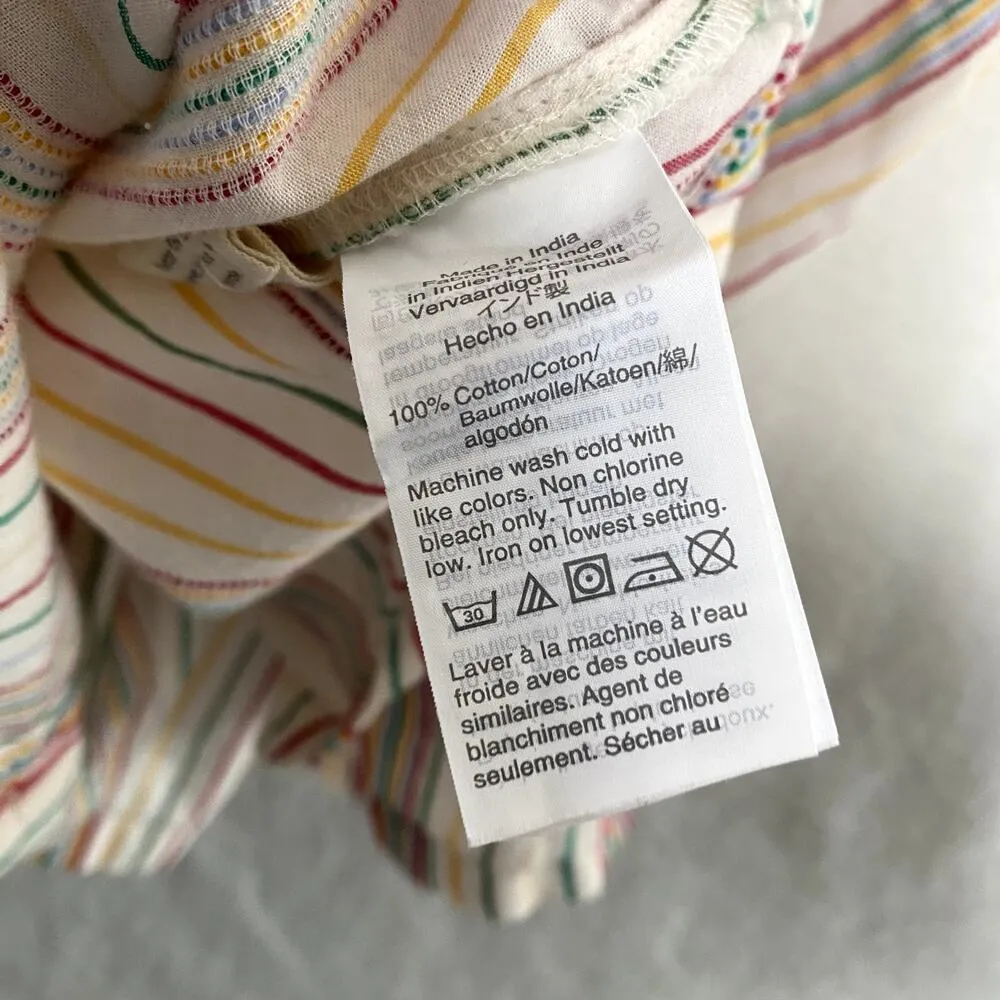 Made in India
Fabriqué en Inde
in Indien Hergestellt
Vervaardigd in India
インド製
Hecho en India
100% Cotton/Coton/
Baumwolle/Katoen/綿/
algodón
Machine wash cold with
like colors. Non chlorine
bleach only. Tumble dry
low. Iron on lowest setting.
30
Laver à la machine à l'eau
froide avec des couleurs
similaires. Agent de
blanchiment non chloré
seulement. Sécher au